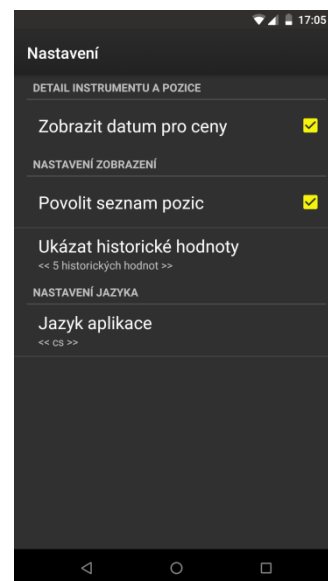 17:05
Nastavení
DETAIL INSTRUMENTU A POZICE
Zobrazit datum pro ceny
NASTAVENÍ ZOBRAZENÍ
Povolit seznam pozic
Ukázat historické hodnoty
<< 5 historických hodnot >>
NASTAVENÍ JAZYKA
Jazyk aplikace
<< cs >>